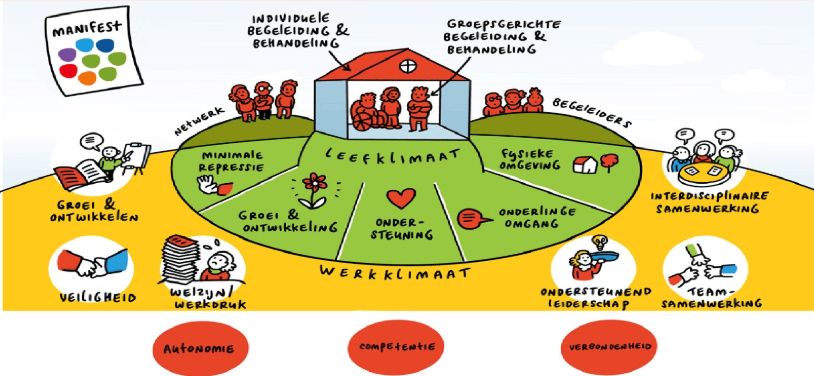 MANIFEST
INDIVIDUELE
BEGELEIDING &
BEHANDELING
GROEPSGERICHTE
BEGELEIDING &
BEHANDELING
NETWERK
BEGELEIDERS
LEEFKLIMAAT
MINIMALE
REPRESSIE
GROEI &
ONTWIKKELING
ONDER-
STEUNING
ONDERLINGE
OMGANG
FYSIEKE
OMGEVING
WERKKLIMAAT
GROEI &
ONTWIKKELEN
VEILIGHEID
WELZIJN/
WERKDRUK
ONDERSTEUNEND
LEIDERSCHAP
TEAM-
SAMENWERKING
INTERDISCIPLINAIRE
SAMENWERKING
AUTONOMIE
COMPETENTIE
VERBONDENHEID